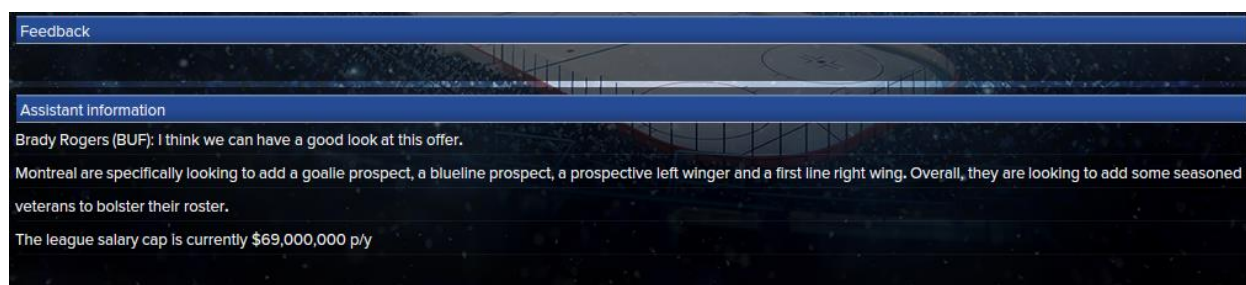 Feedback
Assistant information
Brady Rogers (BUF): I think we can have a good look at this offer.
Montreal are specifically looking to add a goalie prospect, a blueline prospect, a prospective left winger and a first line right wing. Overall, they are looking to add some seasoned
veterans to bolster their roster.
The league salary cap is currently $69,000,000 p/y